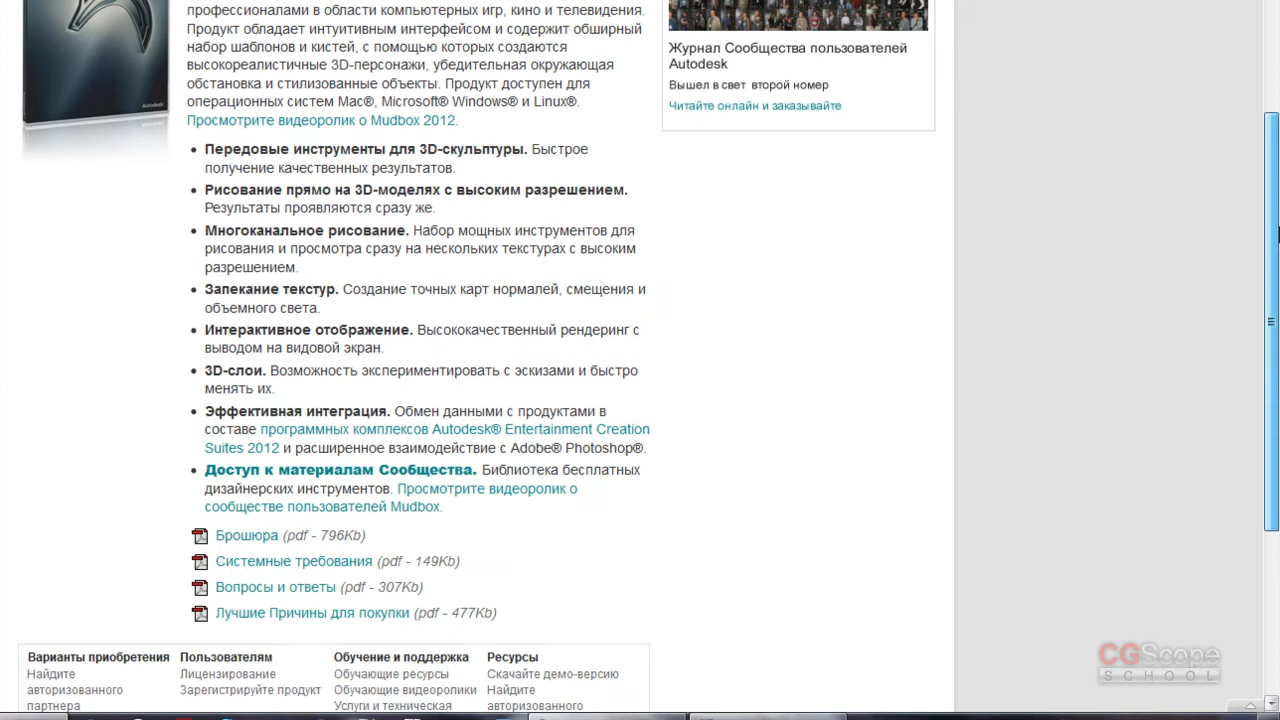 профессионалами в области компьютерных игр, кино и телевидения.
Продукт обладает интуитивным интерфейсом и содержит обширный
набор шаблонов и кистей, с помощью которых создаются
высокореалистичные 3D-персонажи, убедительная окружающая
обстановка и стилизованные объекты. Продукт доступен для
операционных систем Mac®, Microsoft® Windows® и Linux®.
Просмотрите видеоролик о Mudbox 2012.
Autodesk
• Передовые инструменты для 3D-скульптуры. Быстрое
получение качественных результатов.
• Рисование прямо на 3D-моделях с высоким разрешением.
Результаты проявляются сразу же.
• Многоканальное рисование. Набор мощных инструментов для
рисования и просмотра сразу на нескольких текстурах с высоким
разрешением.
• Запекание текстур. Создание точных карт нормалей, смещения и
объемного света.
• Интерактивное отображение. Высококачественный рендеринг с
выводом на видовой экран.
• 3D-слои. Возможность экспериментировать с эскизами и быстро
менять их.
• Эффективная интеграция. Обмен данными с продуктами в
составе программных комплексов Autodesk® Entertainment Creation
Suites 2012 и расширенное взаимодействие с Adobe® Photoshop®.
• Доступ к материалам Сообщества. Библиотека бесплатных
дизайнерских инструментов. Просмотрите видеоролик о
сообществе пользователей Mudbox.
Брошюра (pdf - 796Kb)
Системные требования (pdf - 149Kb)
Вопросы и ответы (pdf - 307Kb)
Лучшие Причины для покупки (pdf - 477Kb)
Журнал Сообщества пользователей
Autodesk
Вышел в свет второй номер
Читайте онлайн и заказывайте
Варианты приобретения
Найдите
авторизованного
партнера
Пользователям
Лицензирование
Зарегистрируйте продукт
Обучение и поддержка
Обучающие ресурсы
Обучающие видеоролики
Услуги и техническая
Ресурсы
Скачайте демо-версию
Найдите
авторизованного
CGScope
SCHOOL